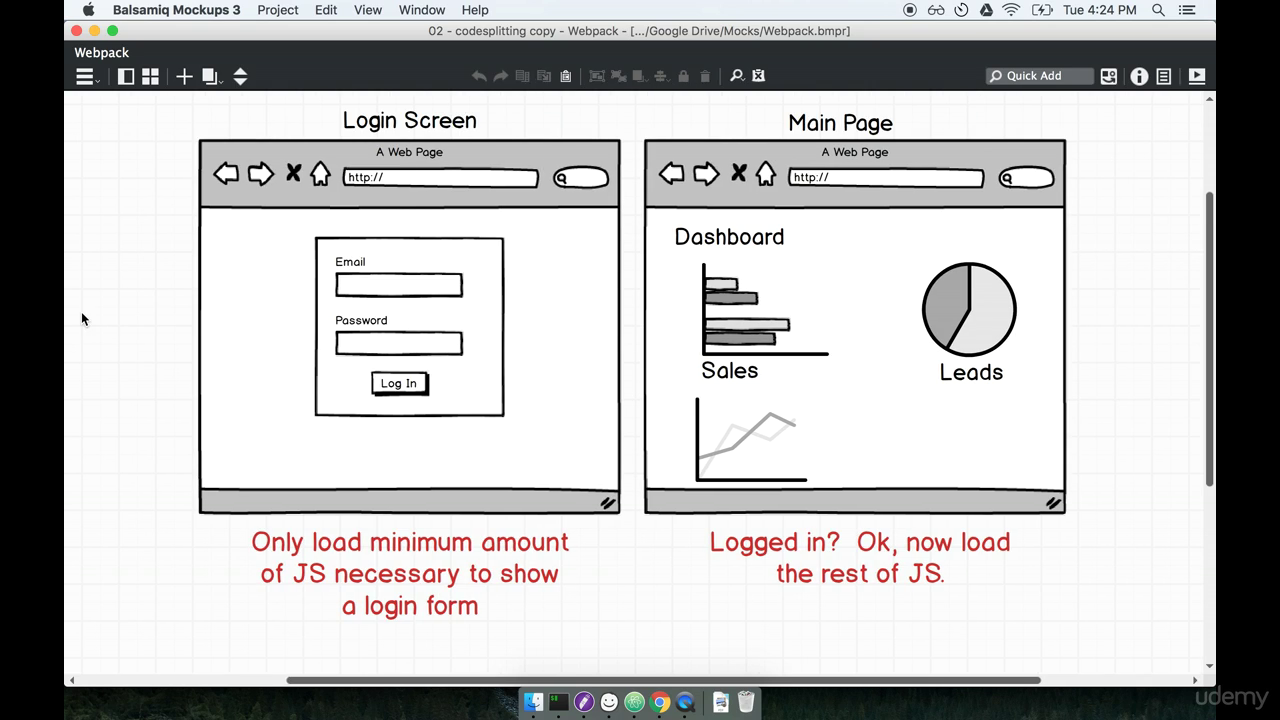 Balsamiq Mockups 3 Project Edit View Window Help Tue 4:24 PM
02 - codesplitting copy - Webpack - [.../Google Drive/Mocks/Webpack.bmpr]
Webpack
Quick Add
Login Screen
Main Page
A Web Page
http://
A Web Page
http://
Email
Password
Log In
Dashboard
Sales
Leads
Only load minimum amount
of JS necessary to show
a login form
Logged in? Ok, now load
the rest of JS.
udemy